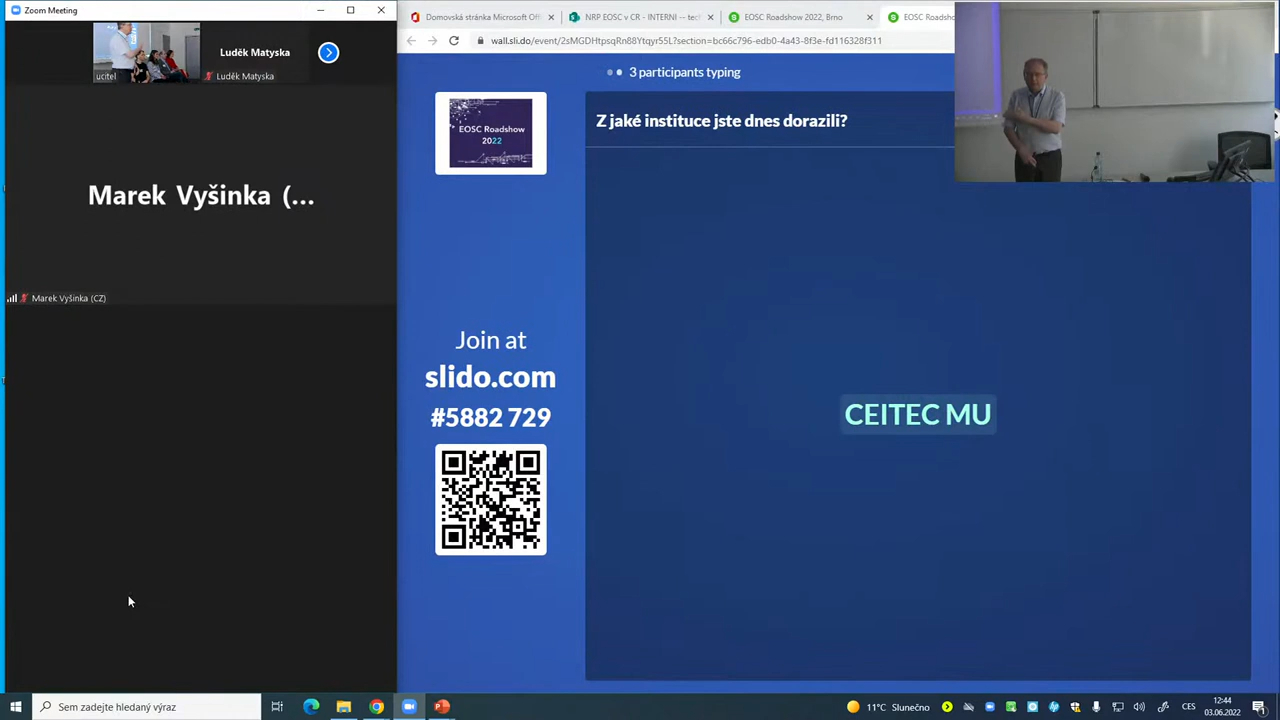 Zoom Meeting
ucitel
Luděk Matyska
Luděk Matyska
Marek Vyšinka (...
Marek Vyšinka (CZ)
Domovská stránka Microsoft Off
NRP EOSC v CR - INTERNI -- tech
EOSC Roadshow 2022, Brno
EOSC Roadsho
wall.sli.do/event/2sMGDHtpsqRn88Ytqyr55L?section=bc66c796-edb0-4a43-8f3e-fd116328f311
3 participants typing
EOSC Roadshow
2022
Z jaké instituce jste dnes dorazili?
Join at
slido.com
#5882 729
CEITEC MU
Sem zadejte hledaný výraz
11°C Slunečno
CES
12:44
03.06.2022
1